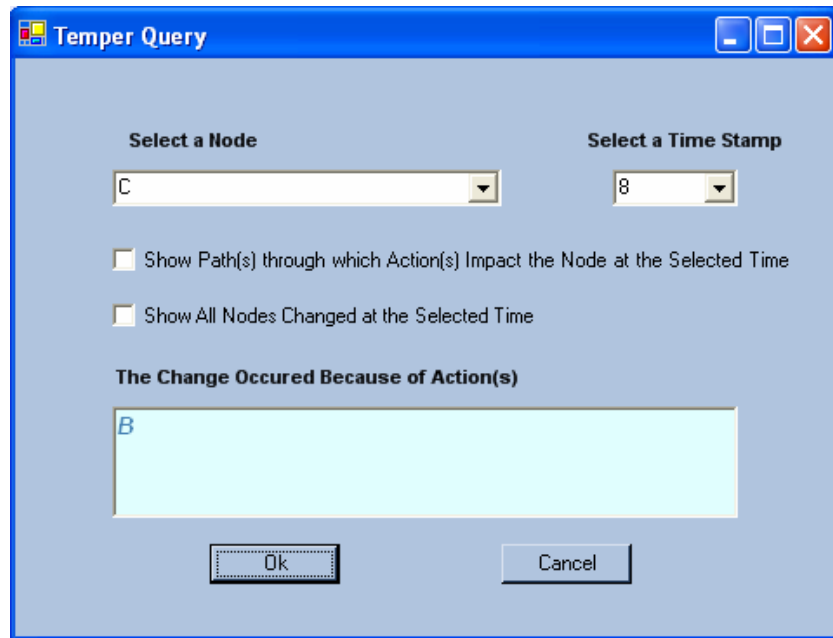 Temper Query
Select a Node
Select a Time Stamp
C
8
Show Path(s) through which Action(s) Impact the Node at the Selected Time
Show All Nodes Changed at the Selected Time
The Change Occured Because of Action(s)
B
Ok
Cancel